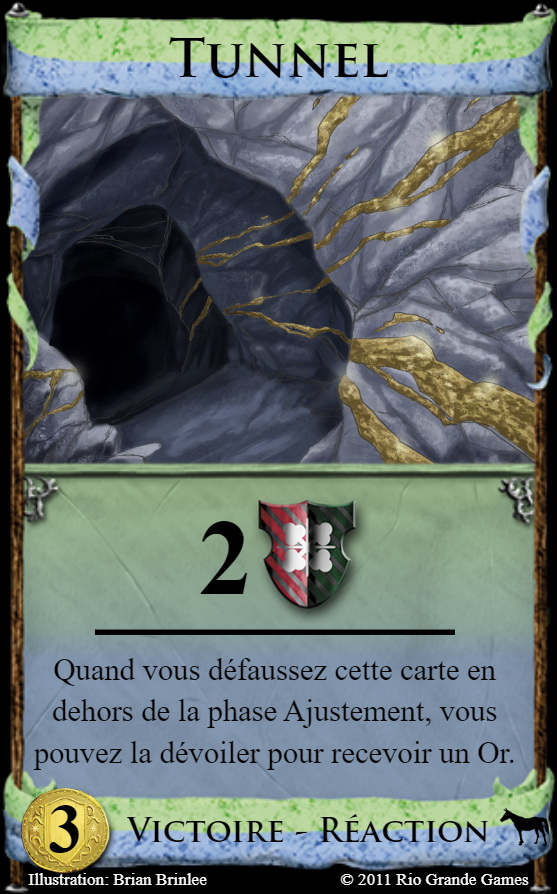 TUNNEL
2
Quand vous défaussez cette carte en
dehors de la phase Ajustement, vous
pouvez la dévoiler pour recevoir un Or.
3 VICTOIRE - RÉACTION
Illustration: Brian Brinlee © 2011 Rio Grande Games